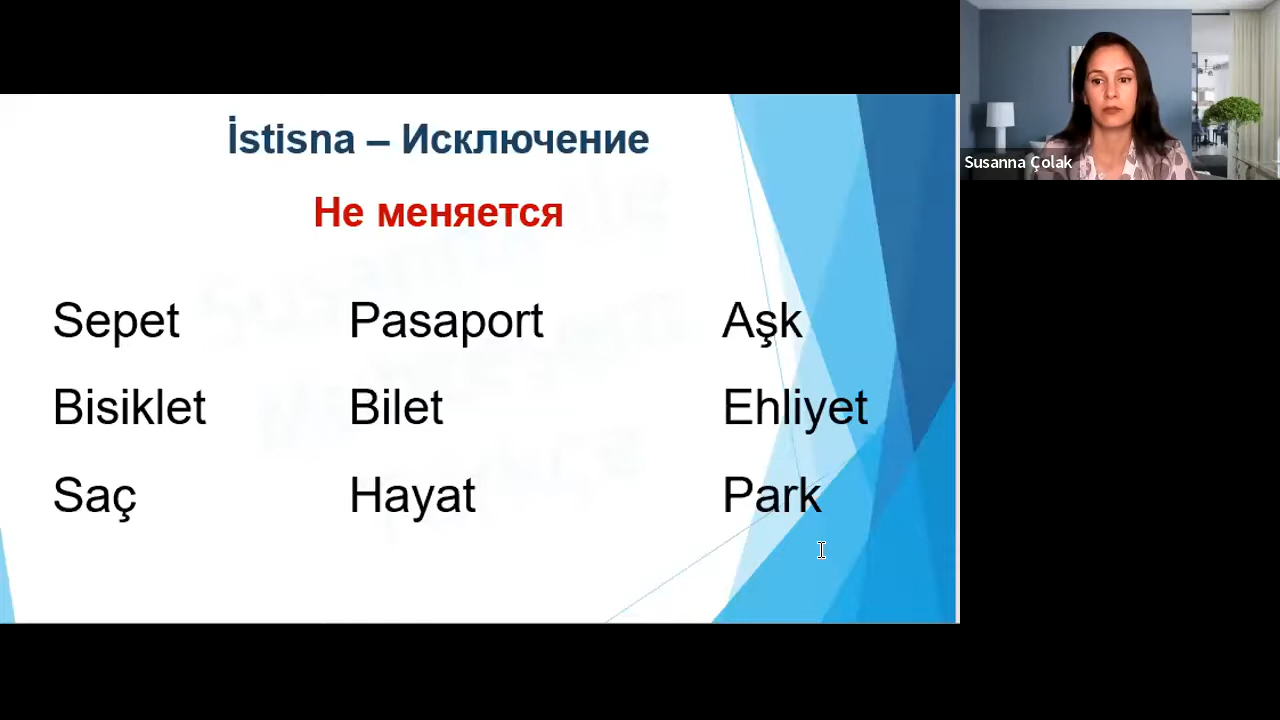 İstisna – Исключение
Не меняется
Sepet Pasaport Aşk
Bisiklet Bilet Ehliyet
Saç Hayat Park
Susanna Çolak